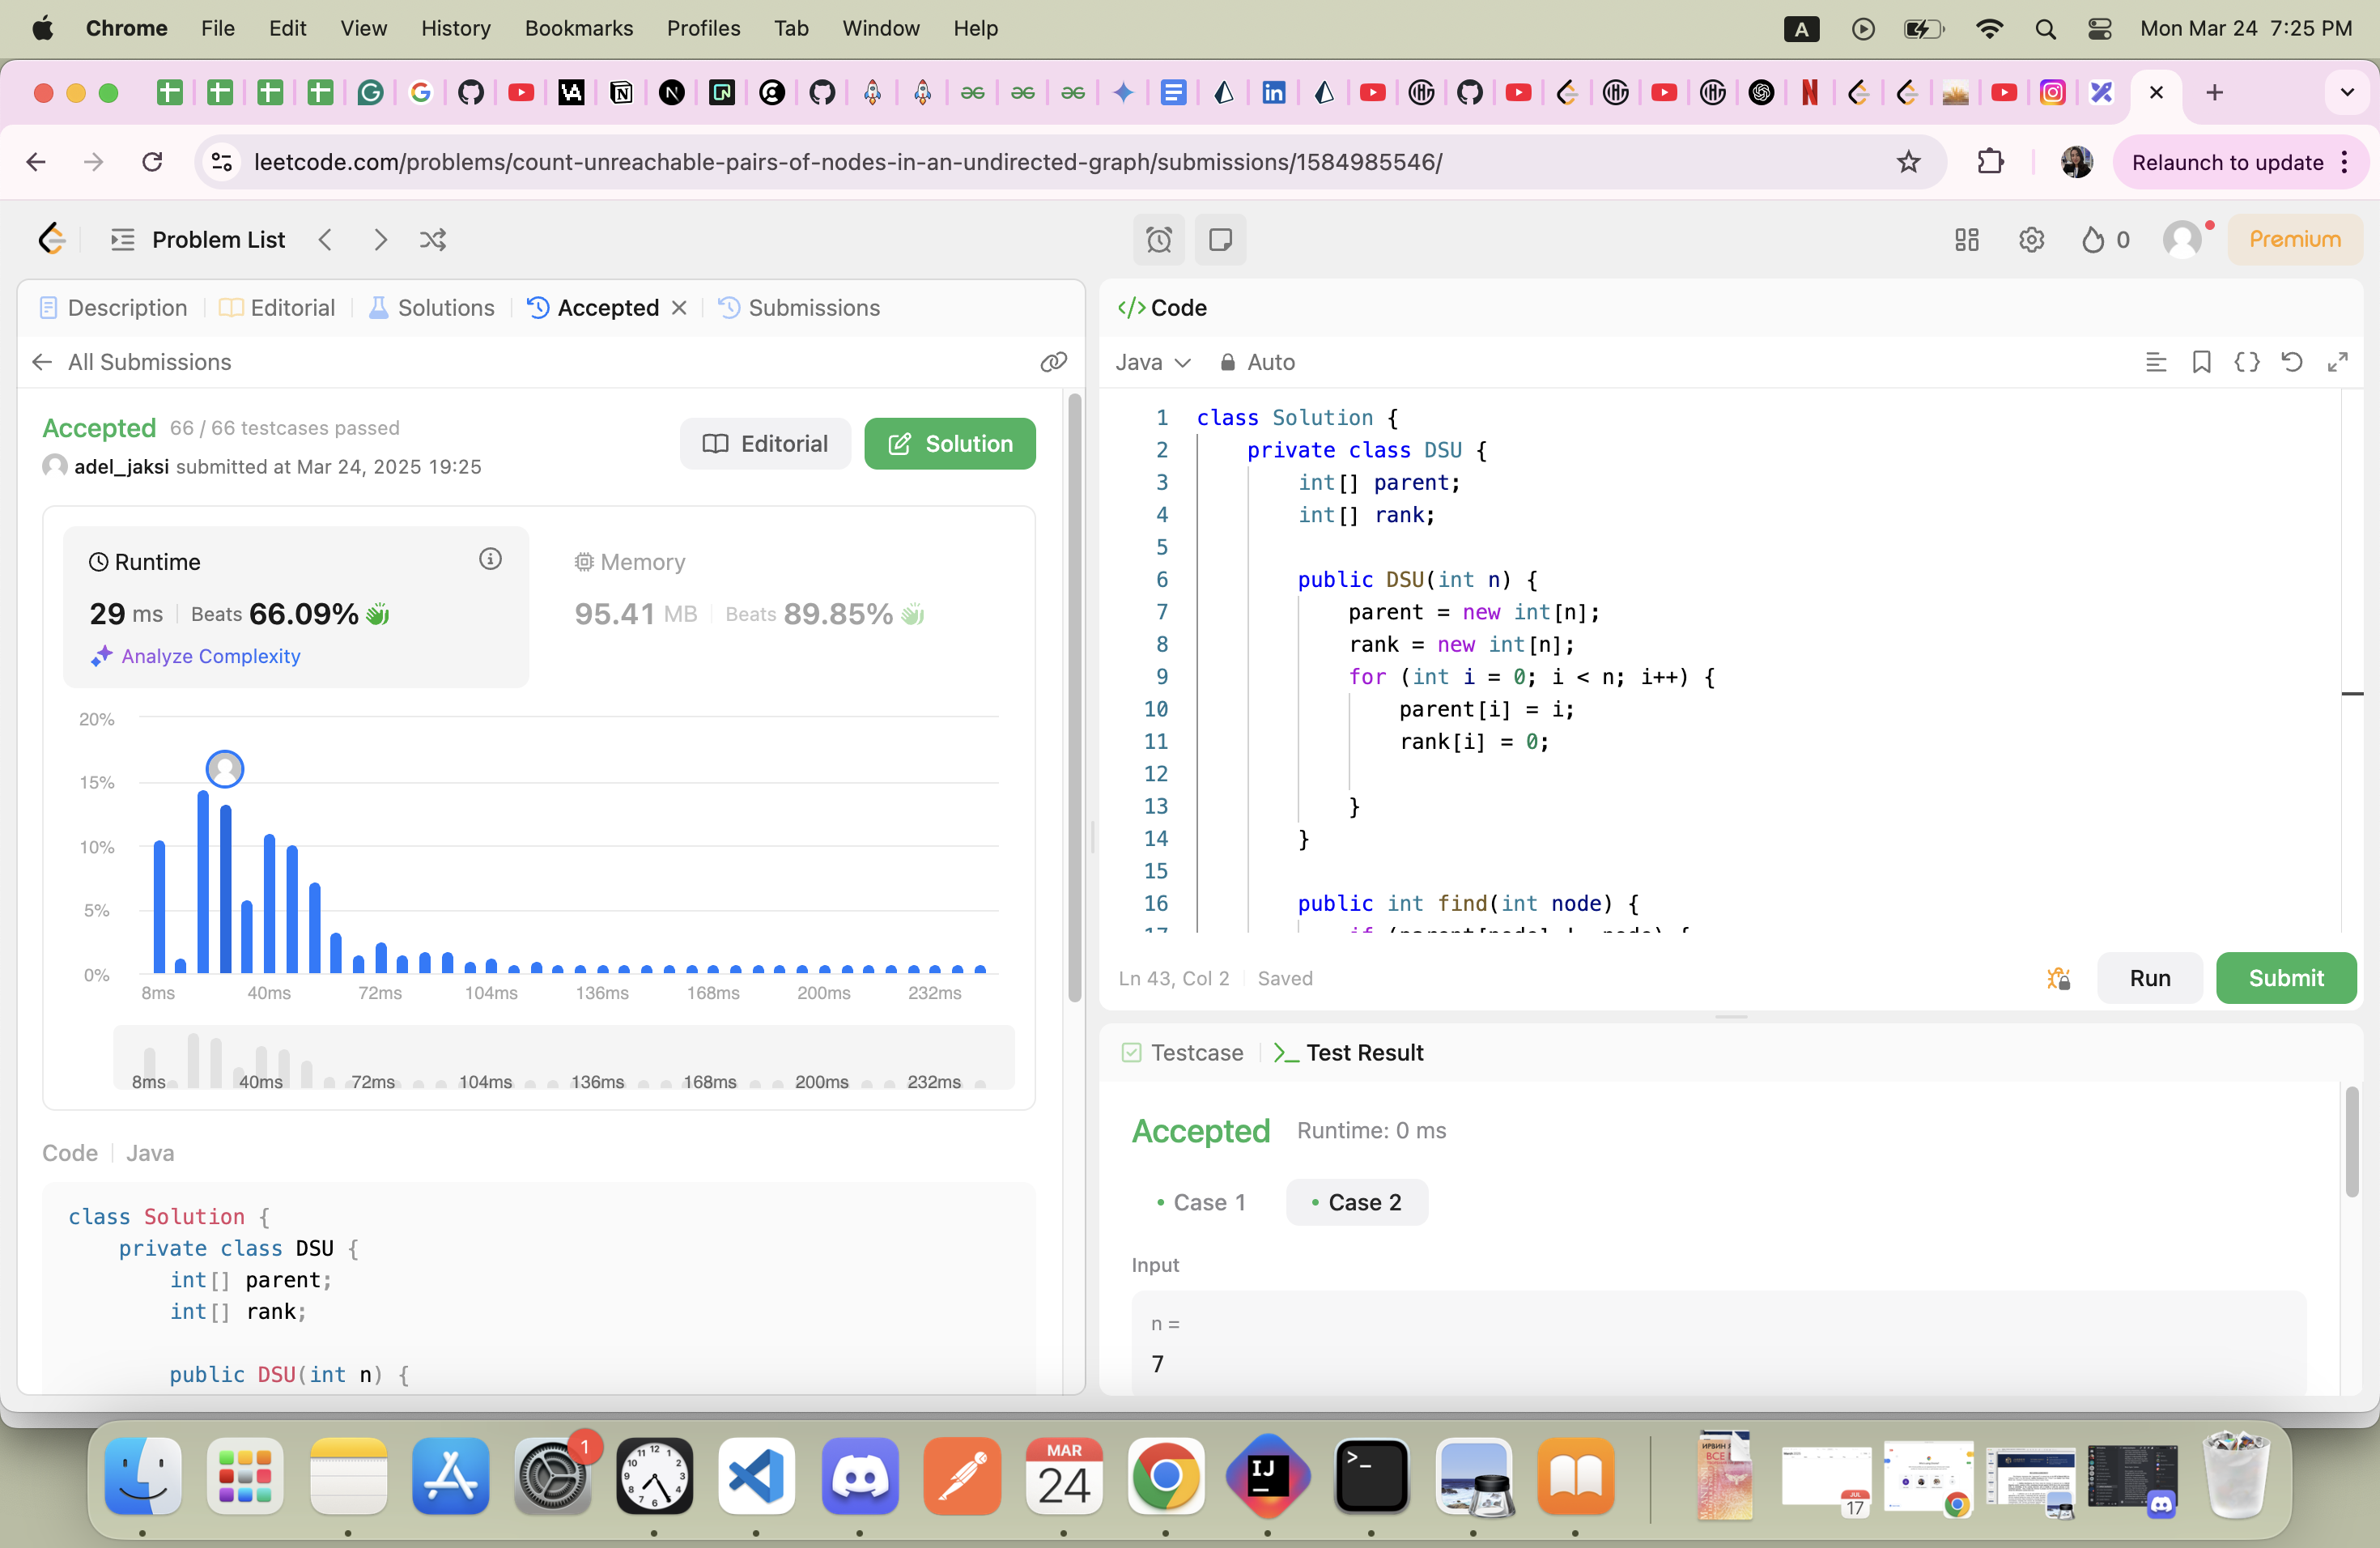 Chrome File Edit View History Bookmarks Profiles Tab Window Help A Mon Mar 24 7:25 PM
leetcode.com/problems/count-unreachable-pairs-of-nodes-in-an-undirected-graph/submissions/1584985546/ Relaunch to update
Problem List 0 Premium
Description Editorial Solutions Accepted Submissions
All Submissions
Accepted 66 / 66 testcases passed
adel_jaksi submitted at Mar 24, 2025 19:25
Editorial Solution
Runtime
29 ms Beats 66.09%
Analyze Complexity
Memory
95.41 MB Beats 89.85%
20%
15%
10%
5%
0%
8ms 40ms 72ms 104ms 136ms 168ms 200ms 232ms
8ms 40ms 72ms 104ms 136ms 168ms 200ms 232ms
Code Java
class Solution {
private class DSU {
int[] parent;
int[] rank;
public DSU(int n) {
</> Code
Java Auto
1 class Solution {
2 private class DSU {
3 int[] parent;
4 int[] rank;
5
6 public DSU(int n) {
7 parent = new int[n];
8 rank = new int[n];
9 for (int i = 0; i < n; i++) {
10 parent[i] = i;
11 rank[i] = 0;
12
13 }
14 }
15
16 public int find(int node) {
Ln 43, Col 2 Saved Run Submit
Testcase >_ Test Result
Accepted Runtime: 0 ms
Case 1 Case 2
Input
n =
7
1
MAR
24
IJ
>_
JUL
17